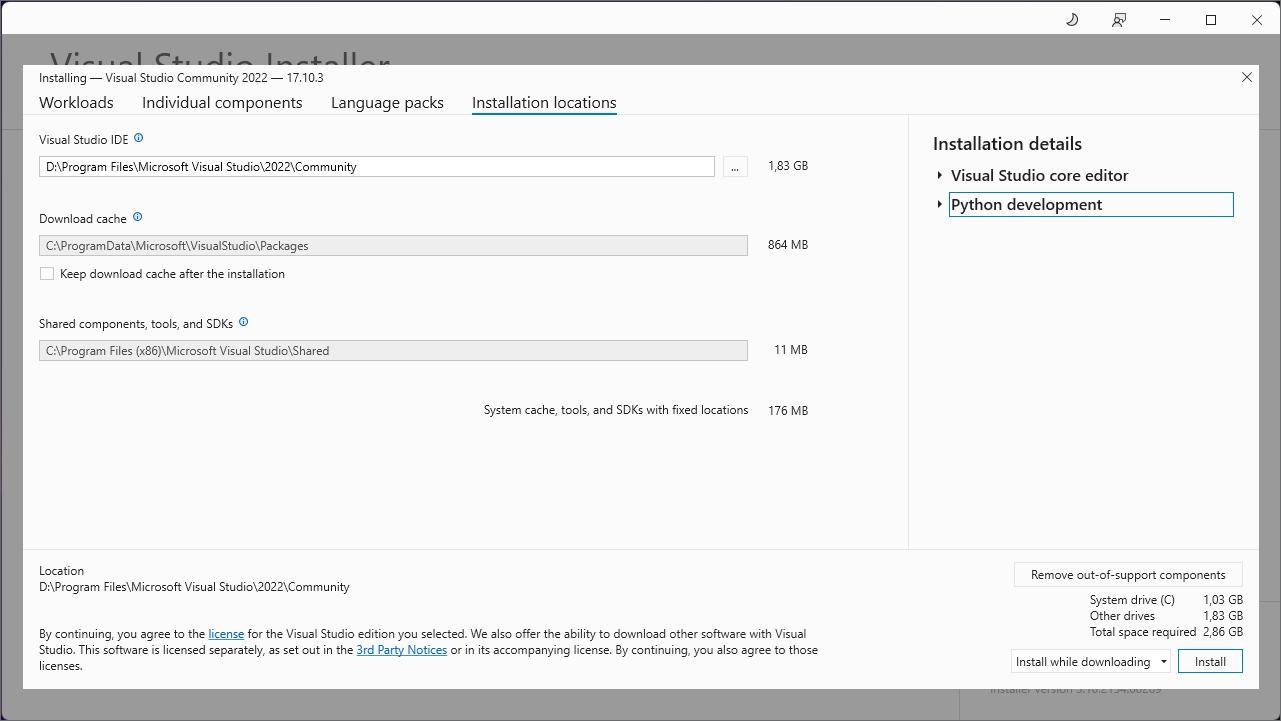 Visual Studio Installer
Installing — Visual Studio Community 2022 — 17.10.3
Workloads Individual components Language packs Installation locations
Visual Studio IDE
D:\Program Files\Microsoft Visual Studio\2022\Community ... 1,83 GB
Download cache
C:\ProgramData\Microsoft\VisualStudio\Packages 864 MB
Keep download cache after the installation
Shared components, tools, and SDKs
C:\Program Files (x86)\Microsoft Visual Studio\Shared 11 MB
System cache, tools, and SDKs with fixed locations 176 MB
Installation details
Visual Studio core editor
Python development
Location
D:\Program Files\Microsoft Visual Studio\2022\Community
By continuing, you agree to the license for the Visual Studio edition you selected. We also offer the ability to download other software with Visual
Studio. This software is licensed separately, as set out in the 3rd Party Notices or in its accompanying license. By continuing, you also agree to those
licenses.
Remove out-of-support components
System drive (C) 1,03 GB
Other drives 1,83 GB
Total space required 2,86 GB
Install while downloading Install
Installer version